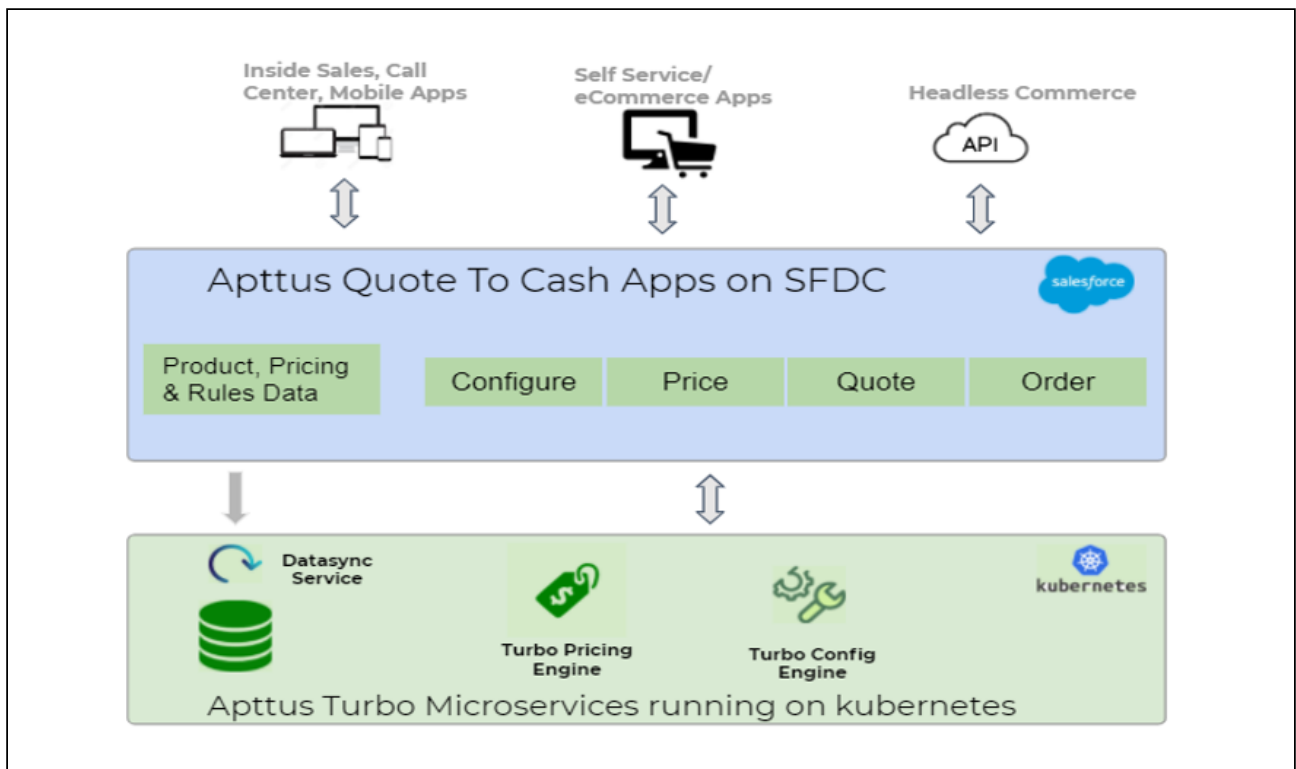 Inside Sales, Call
Center, Mobile Apps
Self Service/
eCommerce Apps
Headless Commerce
API
Apttus Quote To Cash Apps on SFDC
salesforce
Product, Pricing
& Rules Data
Configure
Price
Quote
Order
Datasync
Service
kubernetes
$
Turbo Pricing
Engine
Turbo Config
Engine
Apttus Turbo Microservices running on kubernetes